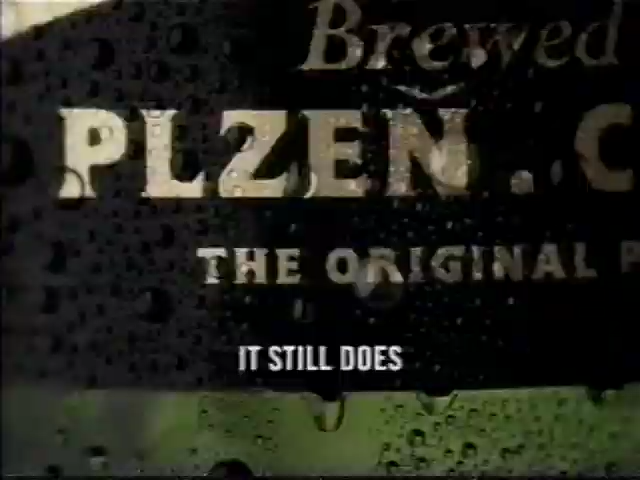 Brewed
PLZEN . C
THE ORIGINAL P
IT STILL DOES